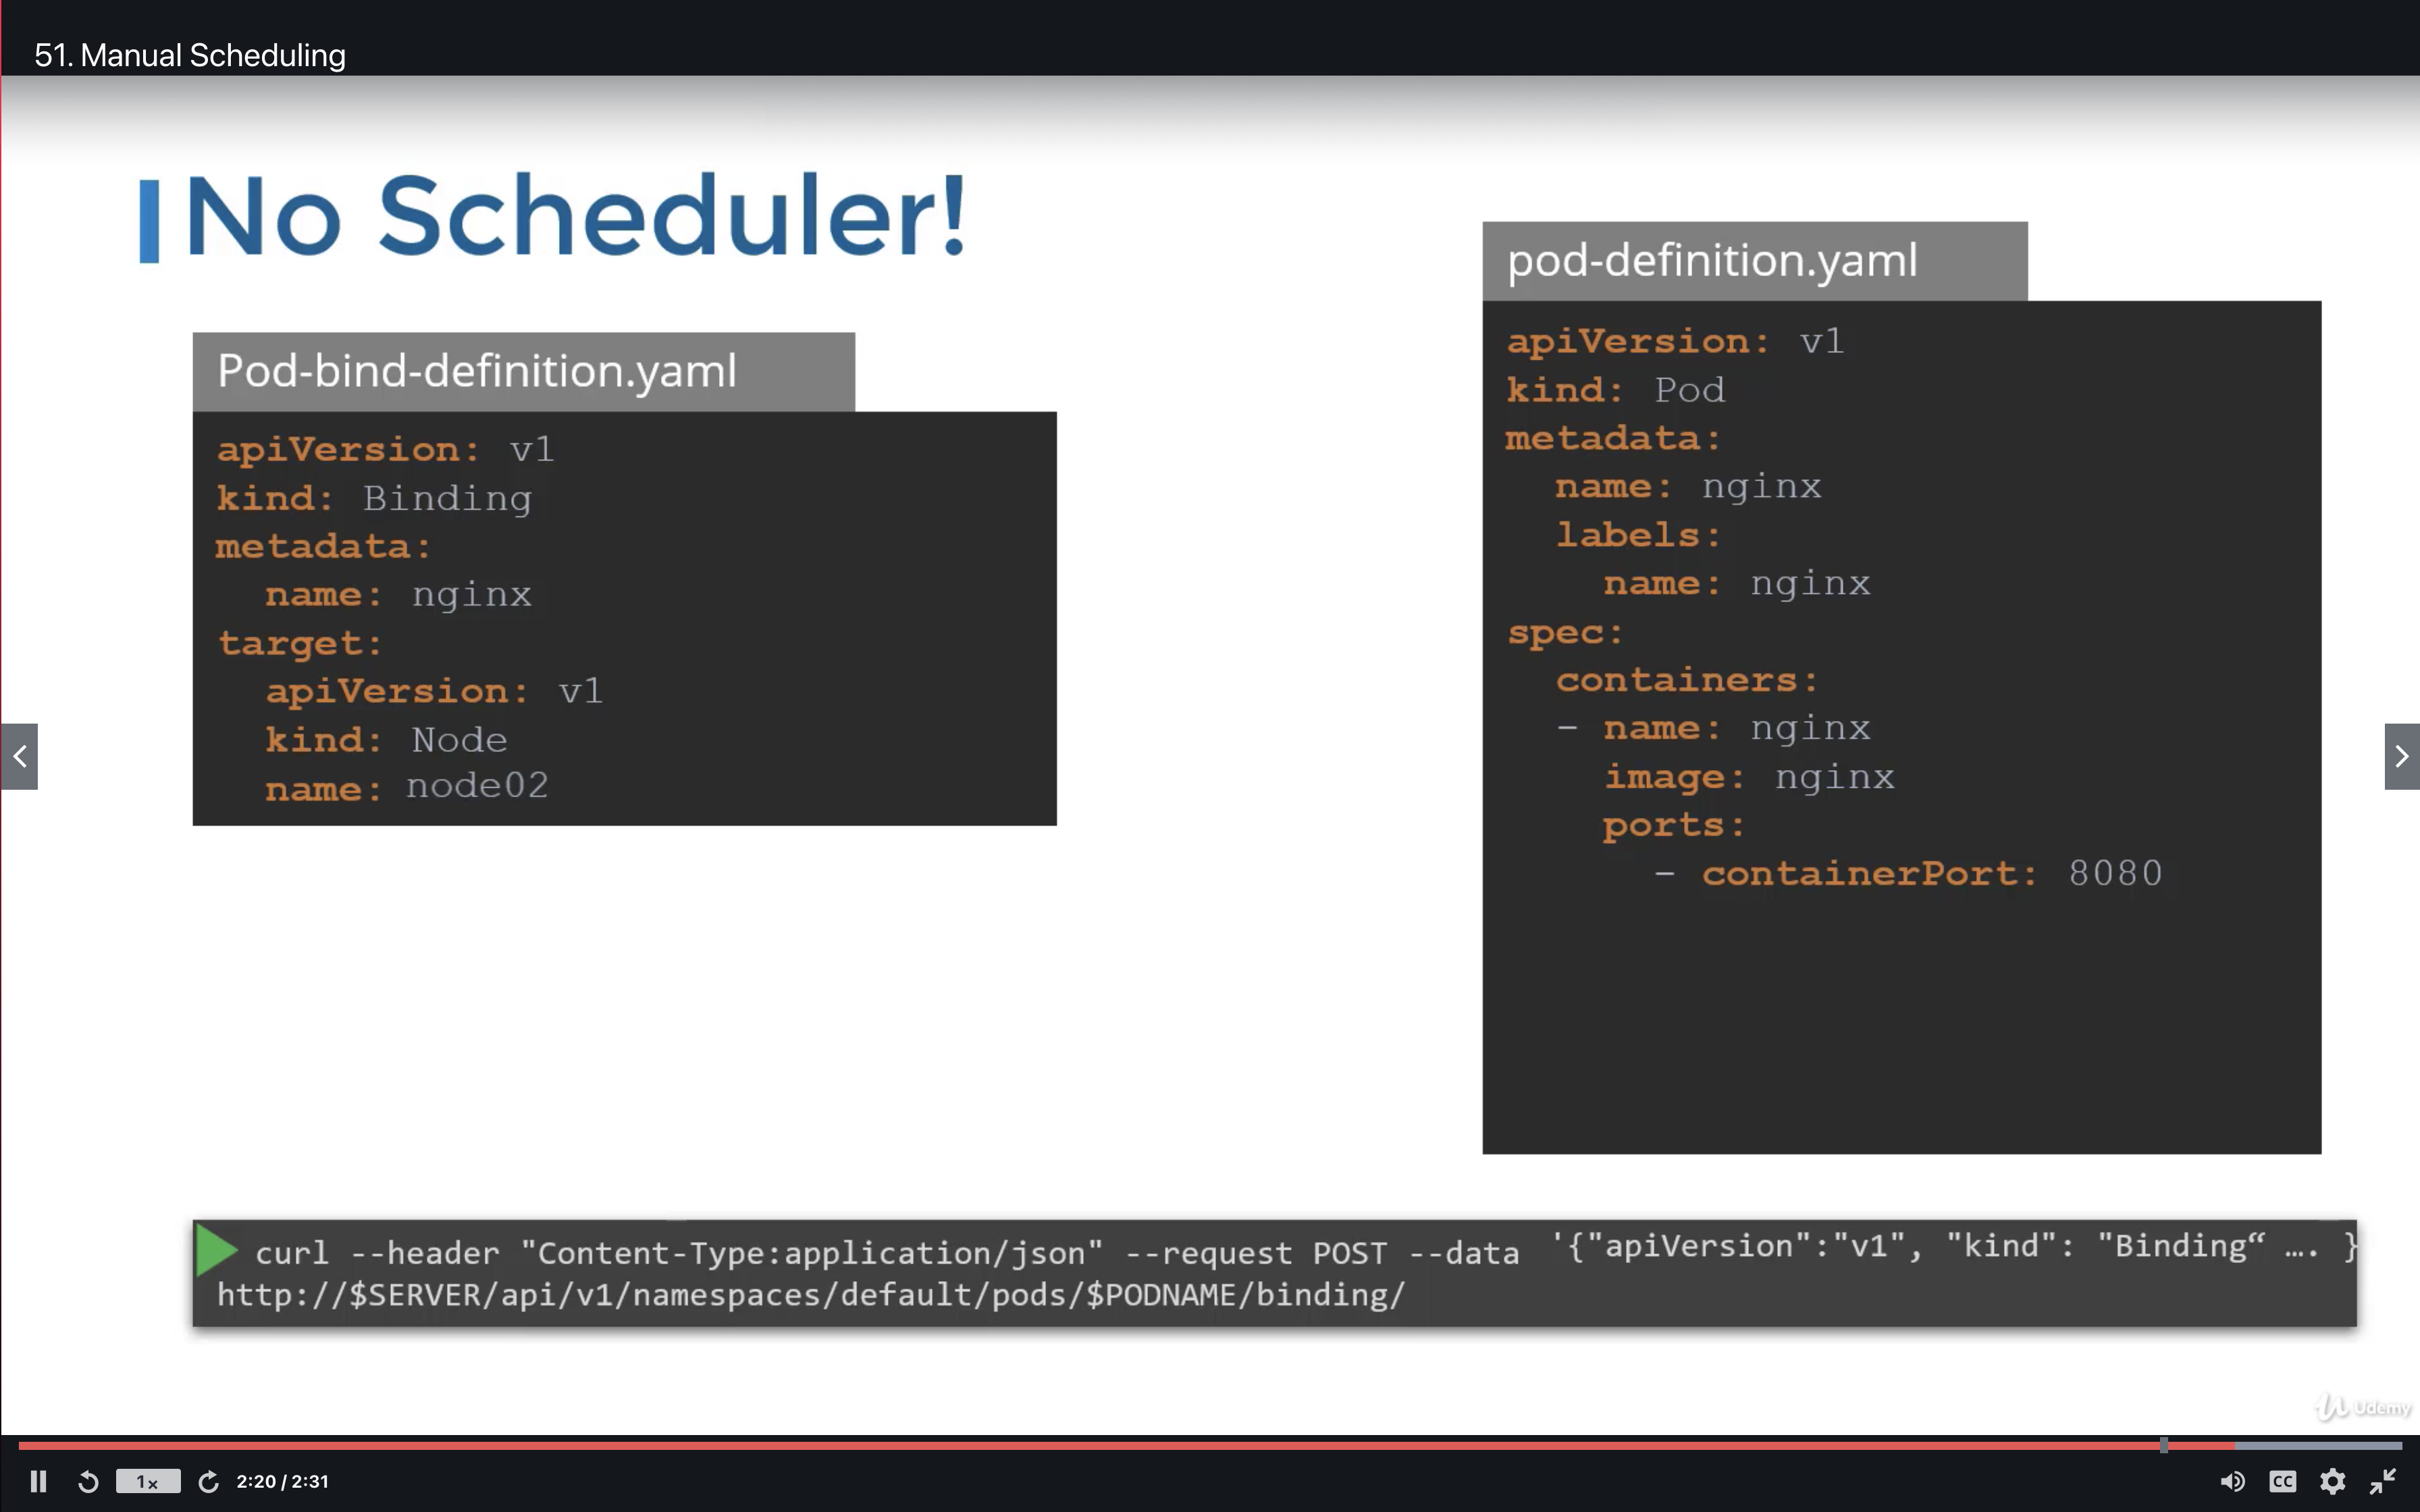 51. Manual Scheduling
No Scheduler!
Pod-bind-definition.yaml
apiVersion: v1
kind: Binding
metadata:
  name: nginx
target:
  apiVersion: v1
  kind: Node
  name: node02
pod-definition.yaml
apiVersion: v1
kind: Pod
metadata:
  name: nginx
  labels:
    name: nginx
spec:
  containers:
  - name: nginx
    image: nginx
    ports:
      - containerPort: 8080
curl --header "Content-Type:application/json" --request POST --data '{"apiVersion":"v1", "kind": "Binding“ …. }
http://$SERVER/api/v1/namespaces/default/pods/$PODNAME/binding/
Udemy
1x
2:20 / 2:31
CC